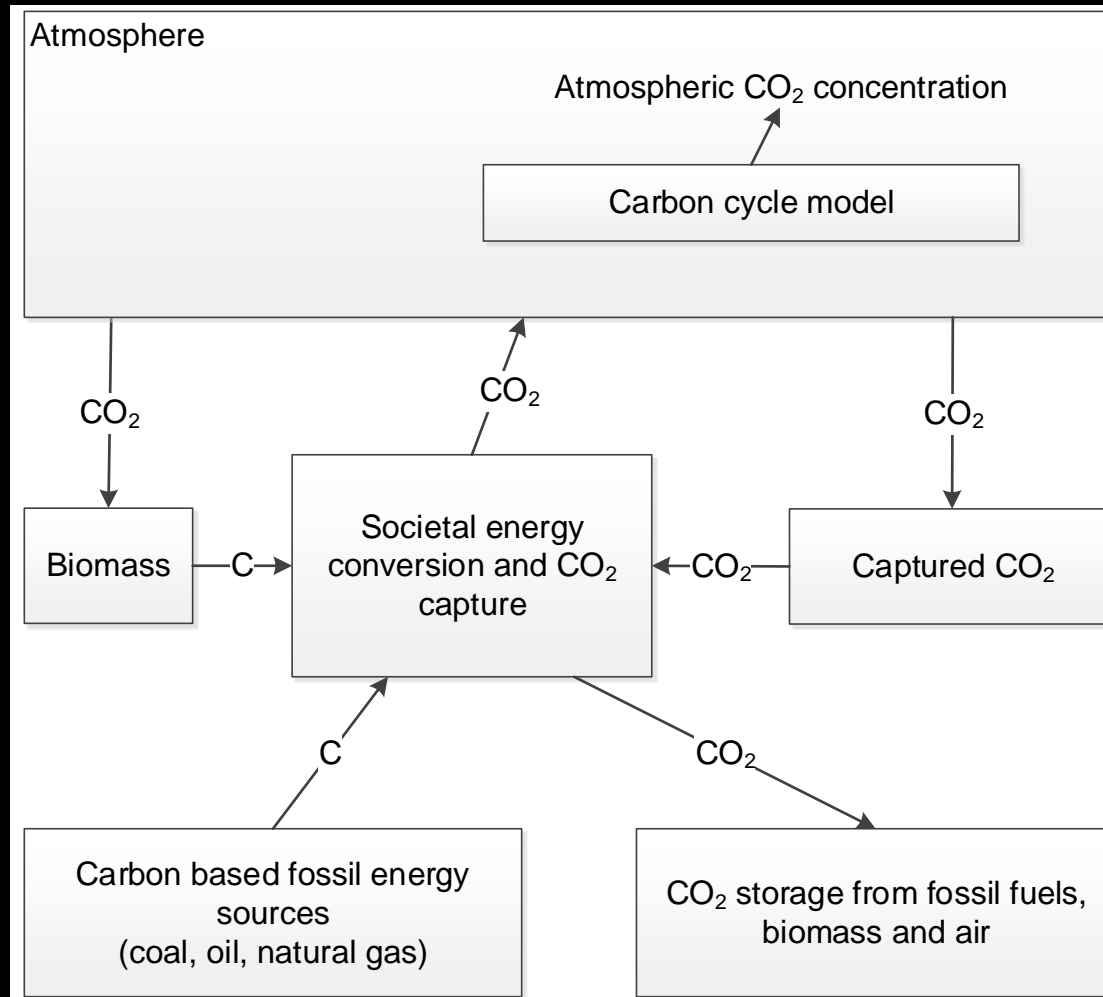 Atmosphere
Atmospheric CO₂ concentration
Carbon cycle model
CO₂
CO₂
CO₂
Biomass
C
Societal energy
conversion and CO₂
capture
CO₂
Captured CO₂
C
CO₂
Carbon based fossil energy
sources
(coal, oil, natural gas)
CO₂ storage from fossil fuels,
biomass and air